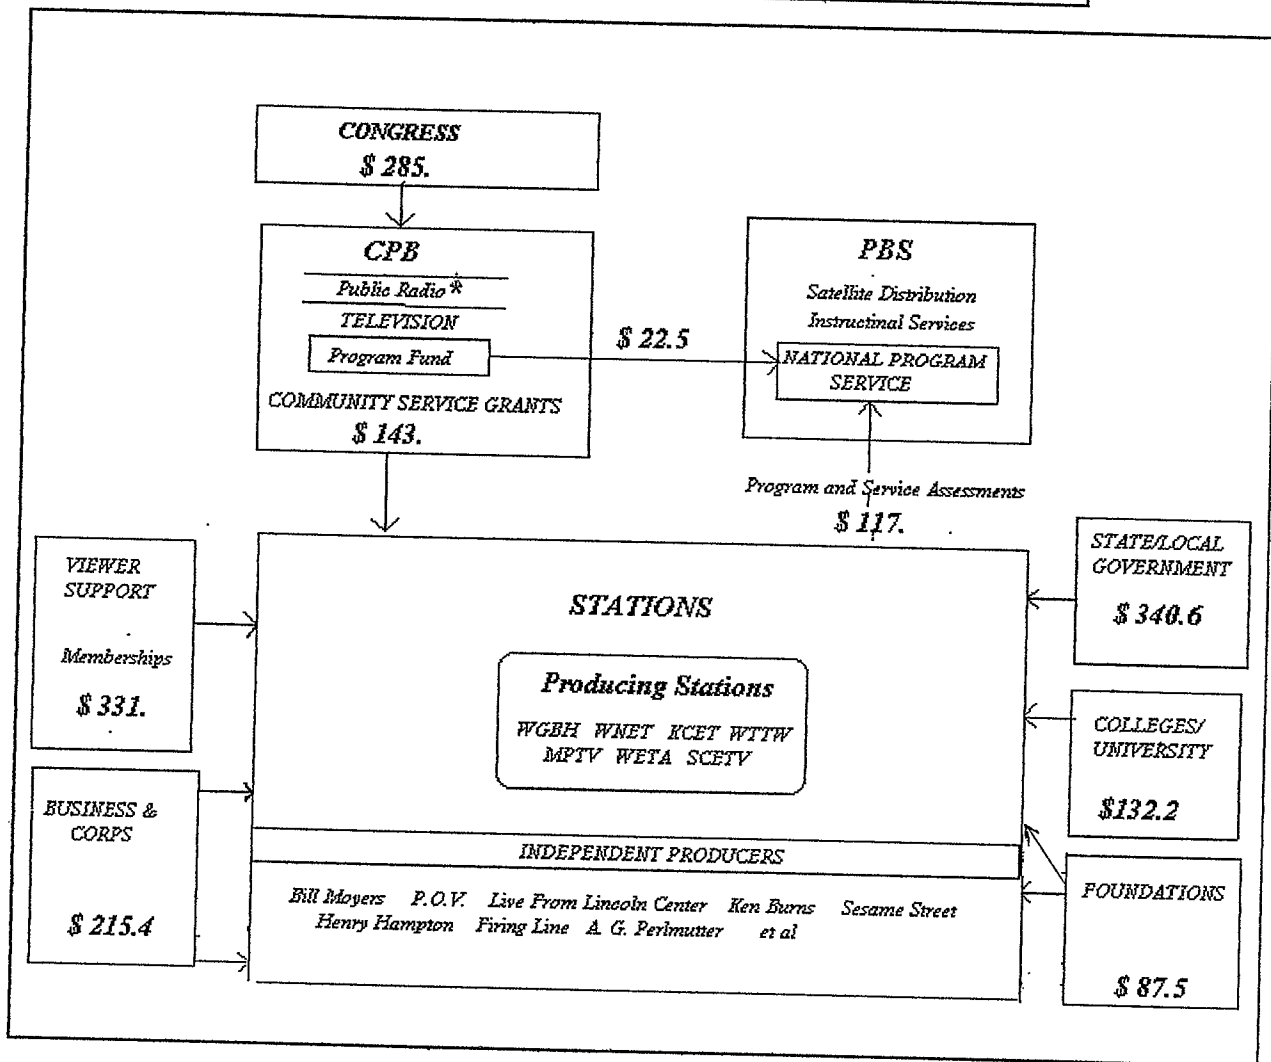 CONGRESS
$ 285.
CPB
Public Radio *
TELEVISION
Program Fund
COMMUNITY SERVICE GRANTS
$ 143.
$ 22.5
PBS
Satellite Distribution
Instructinal Services
NATIONAL PROGRAM
SERVICE
Program and Service Assessments
$ 117.
VIEWER
SUPPORT
Memberships
$ 331.
BUSINESS &
CORPS
$ 215.4
STATIONS
Producing Stations
WGBH WNET KCET WTTW
MPTV WETA SCETV
INDEPENDENT PRODUCERS
Bill Moyers P.O.V. Live From Lincoln Center Ken Burns Sesame Street
Henry Hampton Firing Line A. G. Perlmutter et al
STATE/LOCAL
GOVERNMENT
$ 340.6
COLLEGES/
UNIVERSITY
$132.2
FOUNDATIONS
$ 87.5